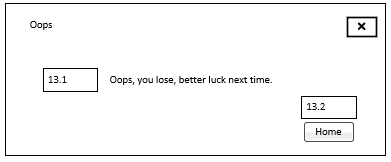 Oops
×
13.1 Oops, you lose, better luck next time.
13.2
Home